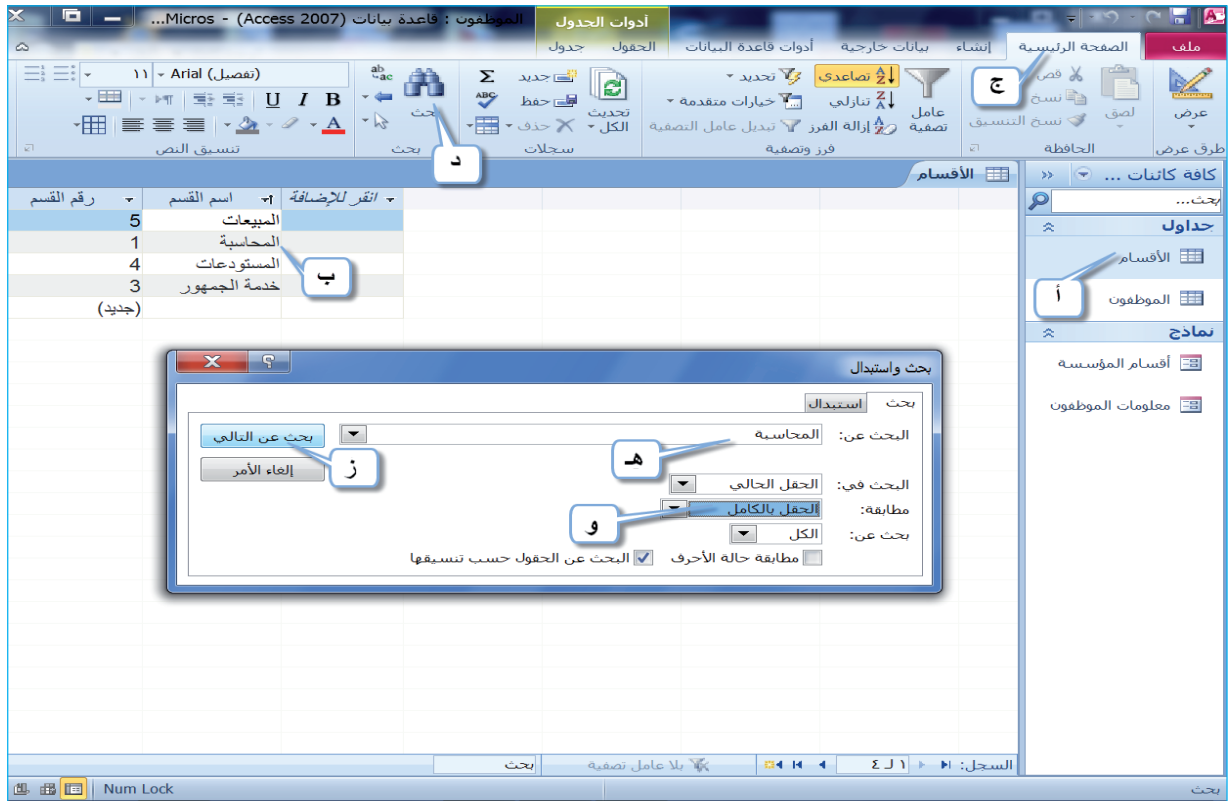 الموظفون : قاعدة بيانات (Access 2007) - Micros...
أدوات الجدول
ملف
الصفحة الرئيسية
إنشاء
بيانات خارجية
أدوات قاعدة البيانات
الحقول
جدول
عرض
طرق عرض
لصق
قص
نسخ
نسخ التنسيق
الحافظة
ج
عامل تصفية
تصاعدي
تنازلي
إزالة الفرز
تحديد
خيارات متقدمة
تبديل عامل التصفية
فرز وتصفية
تحديث الكل
جديد
حفظ
حذف
سجلات
بحث
بحث
د
Arial (تفصيل)
١١
B I U
A
تنسيق النص
كافة كائنات ...
بحث...
جداول
الأقسام
أ
الموظفون
نماذج
أقسام المؤسسة
معلومات الموظفون
الأقسام
انقر للإضافة اسم القسم رقم القسم
المبيعات 5
المحاسبة 1
المستودعات 4
خدمة الجمهور 3
(جديد)
ب
بحث واستبدال
بحث استبدال
البحث عن: المحاسبة
بحث عن التالي
هـ
ز
إلغاء الأمر
البحث في: الحقل الحالي
مطابقة: الحقل بالكامل
و
بحث عن: الكل
مطابقة حالة الأحرف البحث عن الحقول حسب تنسيقها
السجل: ١ لـ ٤ بلا عامل تصفية بحث
بحث
Num Lock